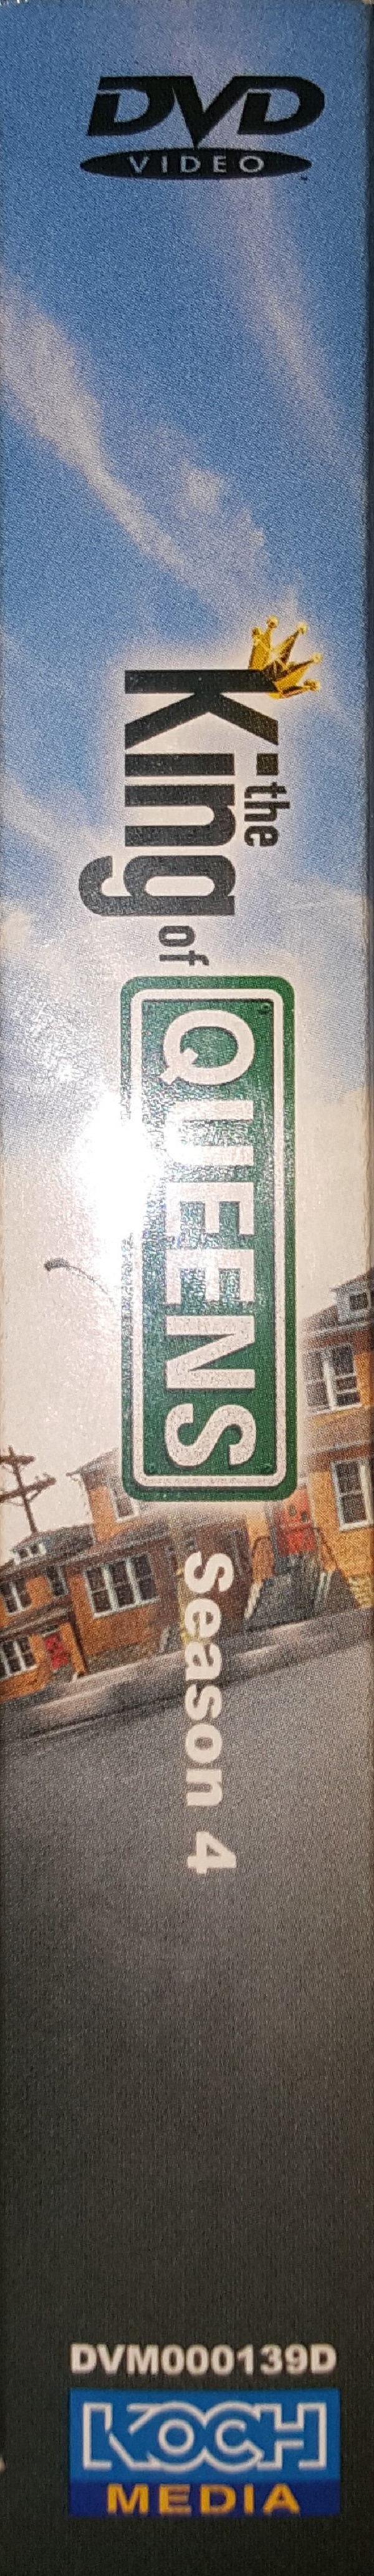 DVD
VIDEO
the
King of QUEENS
Season 4
DVM000139D
KOCH
MEDIA